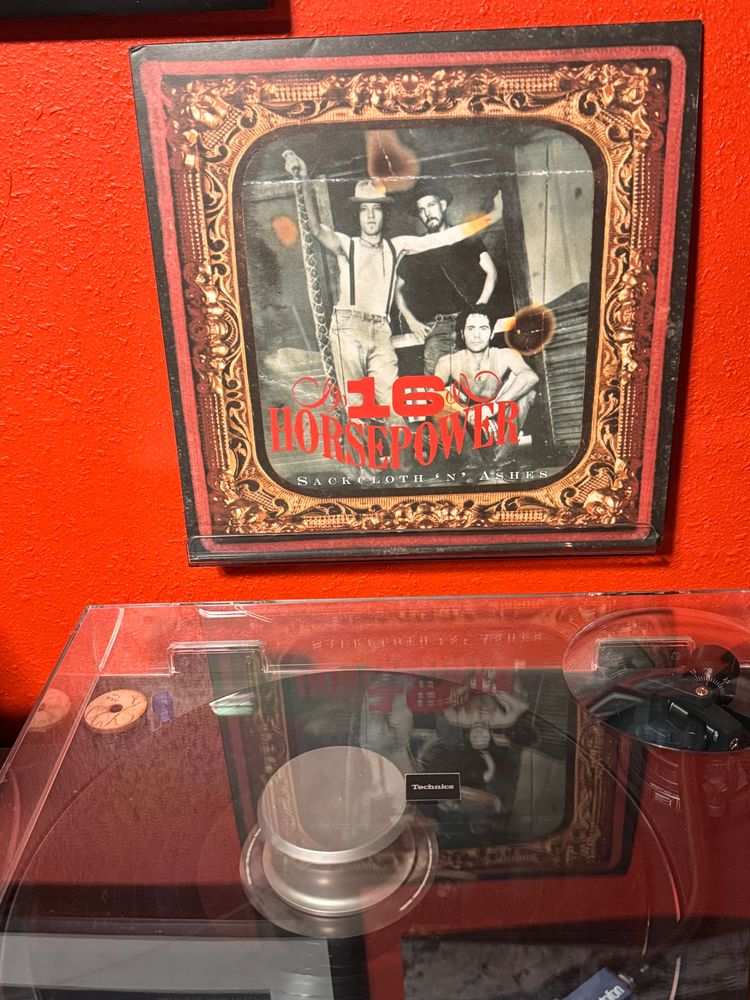 16
HORSEPOWER
SACKCLOTH 'N' ASHES
Technics